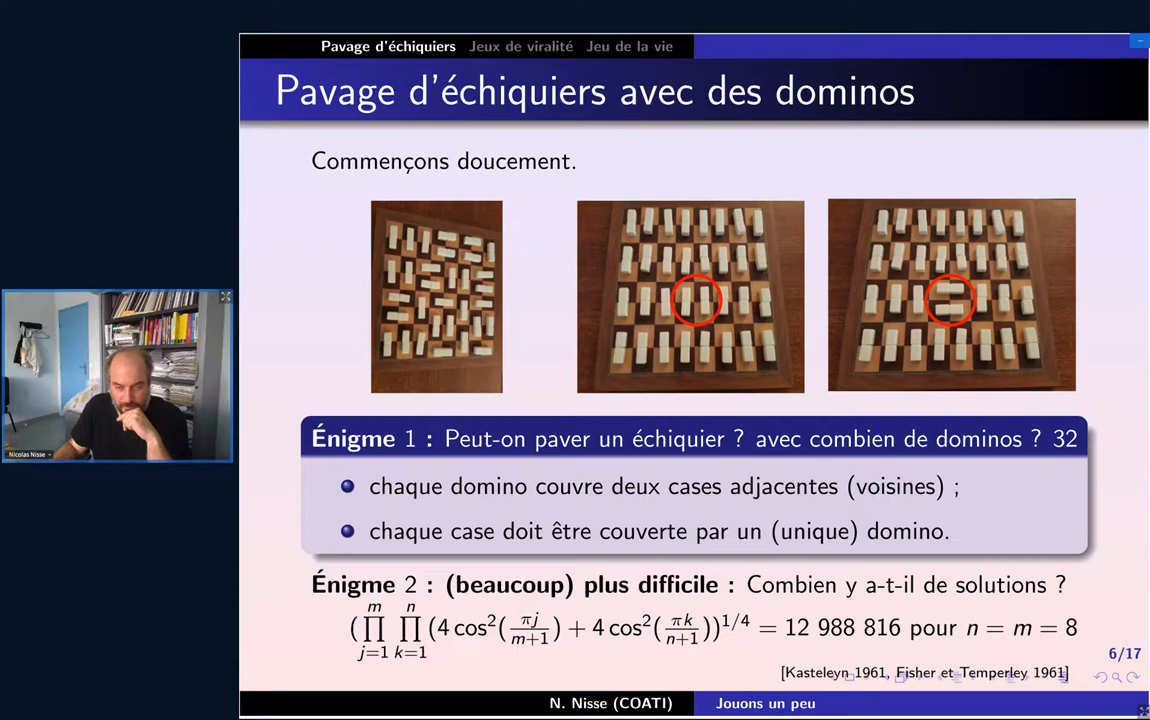 Pavage d'échiquiers Jeux de viralité Jeu de la vie
Pavage d'échiquiers avec des dominos
Commençons doucement.
Énigme 1 : Peut-on paver un échiquier ? avec combien de dominos ? 32
chaque domino couvre deux cases adjacentes (voisines) ;
chaque case doit être couverte par un (unique) domino.
Énigme 2 : (beaucoup) plus difficile : Combien y a-t-il de solutions ?
(∏_{j=1}^{m} ∏_{k=1}^{n} (4 cos²(πj/(m+1)) + 4 cos²(πk/(n+1))))^{1/4} = 12 988 816 pour n = m = 8
6/17
[Kasteleyn 1961, Fisher et Temperley 1961]
N. Nisse (COATI) Jouons un peu
Nicolas Nisse